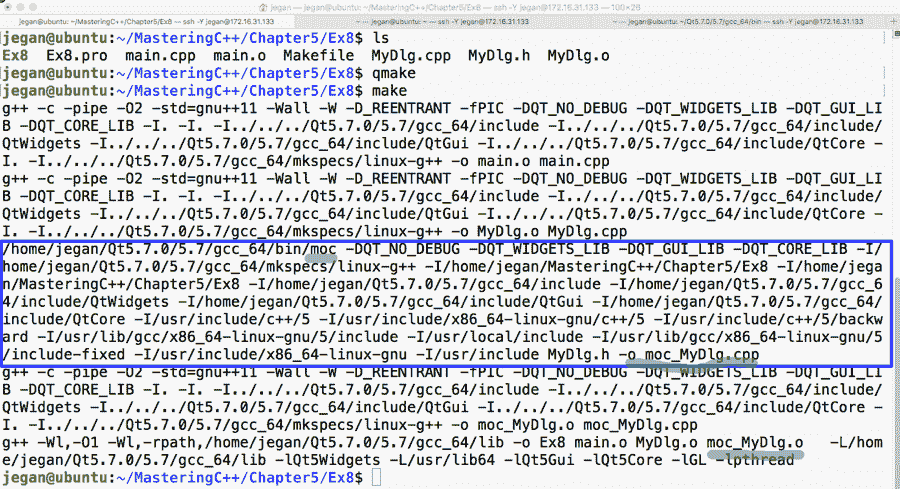 jegan@ubuntu: ~/MasteringC++/Chapter5/Ex8 — ssh -Y jegan@172.16.31.133 — 100×26
~/MasteringC++/Chapter5/Ex8 — ssh -Y jegan@172.16.31.133
~ — jegan@ubuntu: ~ — ssh -Y jegan@172.16.31.133
~ — jegan@ubuntu: ~/Qt5.7.0/5.7/gcc_64/bin — ssh -Y jegan@172.16.31.133
jegan@ubuntu:~/MasteringC++/Chapter5/Ex8$ ls
Ex8  Ex8.pro  main.cpp  main.o  Makefile  MyDlg.cpp  MyDlg.h  MyDlg.o
jegan@ubuntu:~/MasteringC++/Chapter5/Ex8$ qmake
jegan@ubuntu:~/MasteringC++/Chapter5/Ex8$ make
g++ -c -pipe -O2 -std=gnu++11 -Wall -W -D_REENTRANT -fPIC -DQT_NO_DEBUG -DQT_WIDGETS_LIB -DQT_GUI_LI
B -DQT_CORE_LIB -I. -I. -I../../../Qt5.7.0/5.7/gcc_64/include -I../../../Qt5.7.0/5.7/gcc_64/include/
QtWidgets -I../../../Qt5.7.0/5.7/gcc_64/include/QtGui -I../../../Qt5.7.0/5.7/gcc_64/include/QtCore -
I. -I../../../Qt5.7.0/5.7/gcc_64/mkspecs/linux-g++ -o main.o main.cpp
g++ -c -pipe -O2 -std=gnu++11 -Wall -W -D_REENTRANT -fPIC -DQT_NO_DEBUG -DQT_WIDGETS_LIB -DQT_GUI_LI
B -DQT_CORE_LIB -I. -I. -I../../../Qt5.7.0/5.7/gcc_64/include -I../../../Qt5.7.0/5.7/gcc_64/include/
QtWidgets -I../../../Qt5.7.0/5.7/gcc_64/include/QtGui -I../../../Qt5.7.0/5.7/gcc_64/include/QtCore -
I. -I../../../Qt5.7.0/5.7/gcc_64/mkspecs/linux-g++ -o MyDlg.o MyDlg.cpp
/home/jegan/Qt5.7.0/5.7/gcc_64/bin/moc -DQT_NO_DEBUG -DQT_WIDGETS_LIB -DQT_GUI_LIB -DQT_CORE_LIB -I/
home/jegan/Qt5.7.0/5.7/gcc_64/mkspecs/linux-g++ -I/home/jegan/MasteringC++/Chapter5/Ex8 -I/home/jega
n/MasteringC++/Chapter5/Ex8 -I/home/jegan/Qt5.7.0/5.7/gcc_64/include -I/home/jegan/Qt5.7.0/5.7/gcc_6
4/include/QtWidgets -I/home/jegan/Qt5.7.0/5.7/gcc_64/include/QtGui -I/home/jegan/Qt5.7.0/5.7/gcc_64/
include/QtCore -I/usr/include/c++/5 -I/usr/include/x86_64-linux-gnu/c++/5 -I/usr/include/c++/5/backw
ard -I/usr/lib/gcc/x86_64-linux-gnu/5/include -I/usr/local/include -I/usr/lib/gcc/x86_64-linux-gnu/5
/include-fixed -I/usr/include/x86_64-linux-gnu -I/usr/include MyDlg.h -o moc_MyDlg.cpp
g++ -c -pipe -O2 -std=gnu++11 -Wall -W -D_REENTRANT -fPIC -DQT_NO_DEBUG -DQT_WIDGETS_LIB -DQT_GUI_LI
B -DQT_CORE_LIB -I. -I. -I../../../Qt5.7.0/5.7/gcc_64/include -I../../../Qt5.7.0/5.7/gcc_64/include/
QtWidgets -I../../../Qt5.7.0/5.7/gcc_64/include/QtGui -I../../../Qt5.7.0/5.7/gcc_64/include/QtCore -
I. -I../../../Qt5.7.0/5.7/gcc_64/mkspecs/linux-g++ -o moc_MyDlg.o moc_MyDlg.cpp
g++ -Wl,-O1 -Wl,-rpath,/home/jegan/Qt5.7.0/5.7/gcc_64/lib -o Ex8 main.o MyDlg.o moc_MyDlg.o   -L/hom
e/jegan/Qt5.7.0/5.7/gcc_64/lib -lQt5Widgets -L/usr/lib64 -lQt5Gui -lQt5Core -lGL -lpthread
jegan@ubuntu:~/MasteringC++/Chapter5/Ex8$